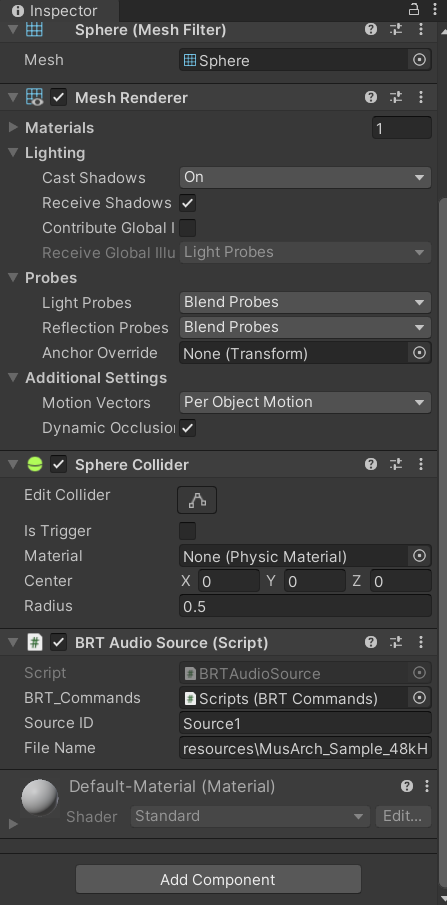 Inspector
Sphere (Mesh Filter)
Mesh Sphere
Mesh Renderer
Materials 1
Lighting
Cast Shadows On
Receive Shadows
Contribute Global I
Receive Global Illu Light Probes
Probes
Light Probes Blend Probes
Reflection Probes Blend Probes
Anchor Override None (Transform)
Additional Settings
Motion Vectors Per Object Motion
Dynamic Occlusion
Sphere Collider
Edit Collider
Is Trigger
Material None (Physic Material)
Center X 0 Y 0 Z 0
Radius 0.5
# BRT Audio Source (Script)
Script # BRTAudioSource
BRT_Commands # Scripts (BRT Commands)
Source ID Source1
File Name resources\MusArch_Sample_48kH
Default-Material (Material)
Shader Standard Edit...
Add Component